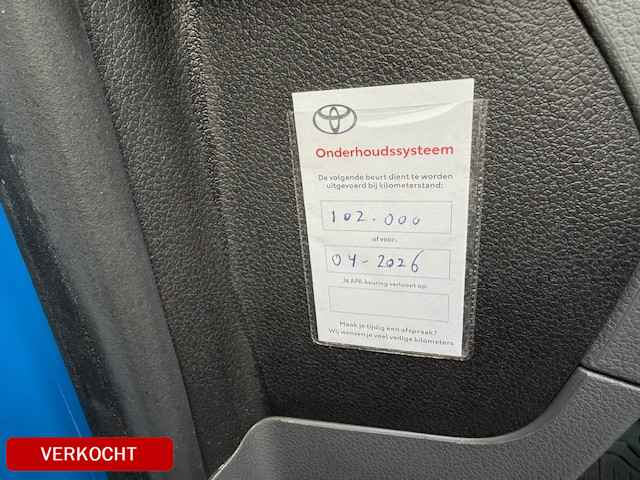 Onderhoudssysteem
De volgende beurt dient te worden
uitgevoerd bij kilometerstand:
102.000
of voor:
04-2026
APK keuring verloopt op:
Maak je tijdig een afspraak?
Wij wensen je veel veilige kilometers
VERKOCHT